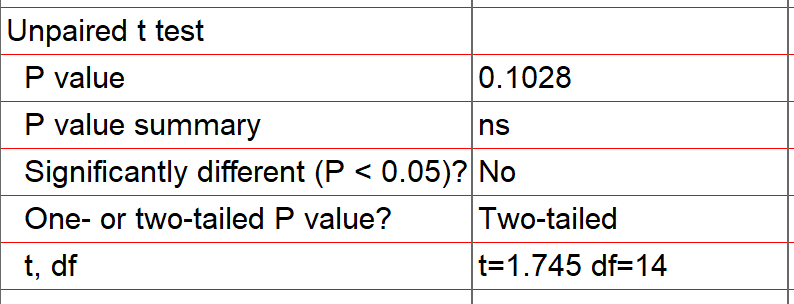 Unpaired t test
P value 0.1028
P value summary ns
Significantly different (P < 0.05)? No
One- or two-tailed P value? Two-tailed
t, df t=1.745 df=14